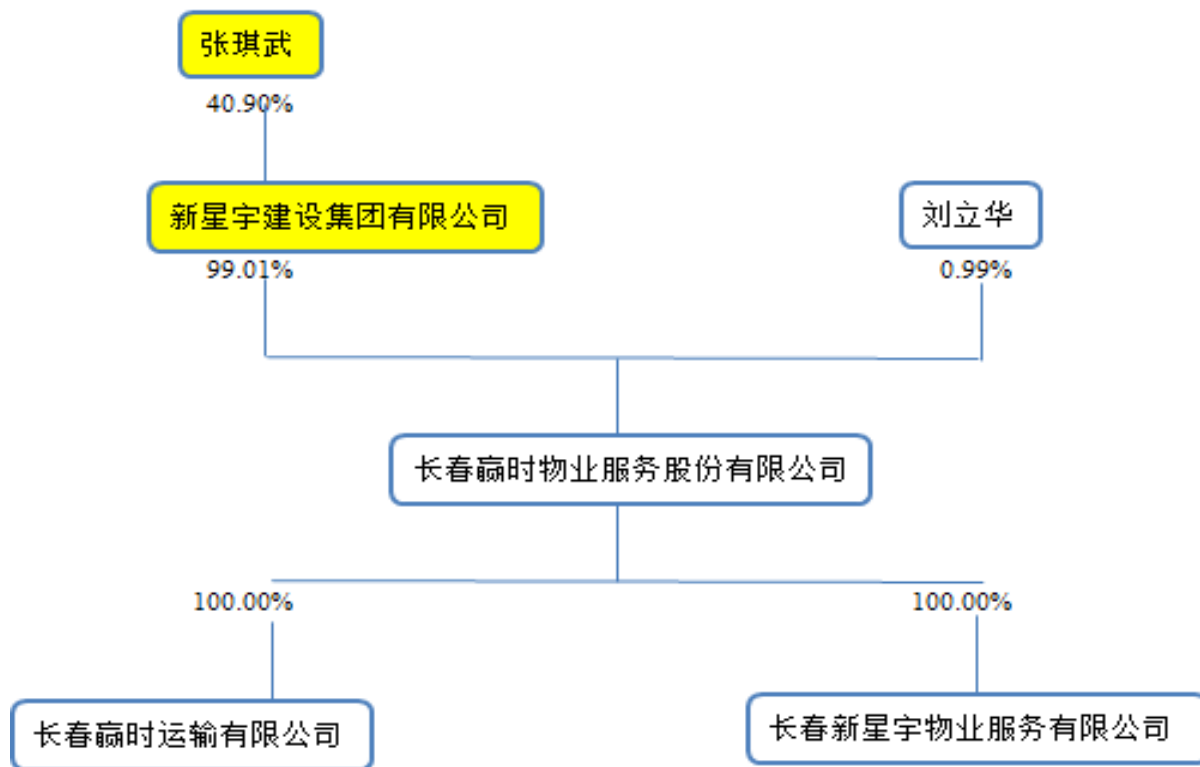 张琪武
40.90%
新星宇建设集团有限公司
刘立华
99.01%
0.99%
长春赢时物业服务股份有限公司
100.00%
100.00%
长春赢时运输有限公司
长春新星宇物业服务有限公司